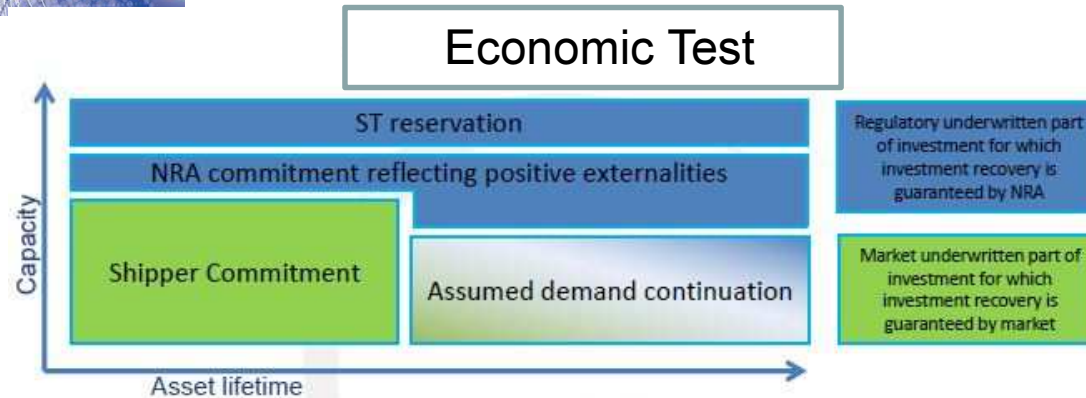 Economic Test
ST reservation
NRA commitment reflecting positive externalities
Shipper Commitment
Assumed demand continuation
Capacity
Asset lifetime
Regulatory underwritten part
of investment for which
investment recovery is
guaranteed by NRA
Market underwritten part of
investment for which
investment recovery is
guaranteed by market